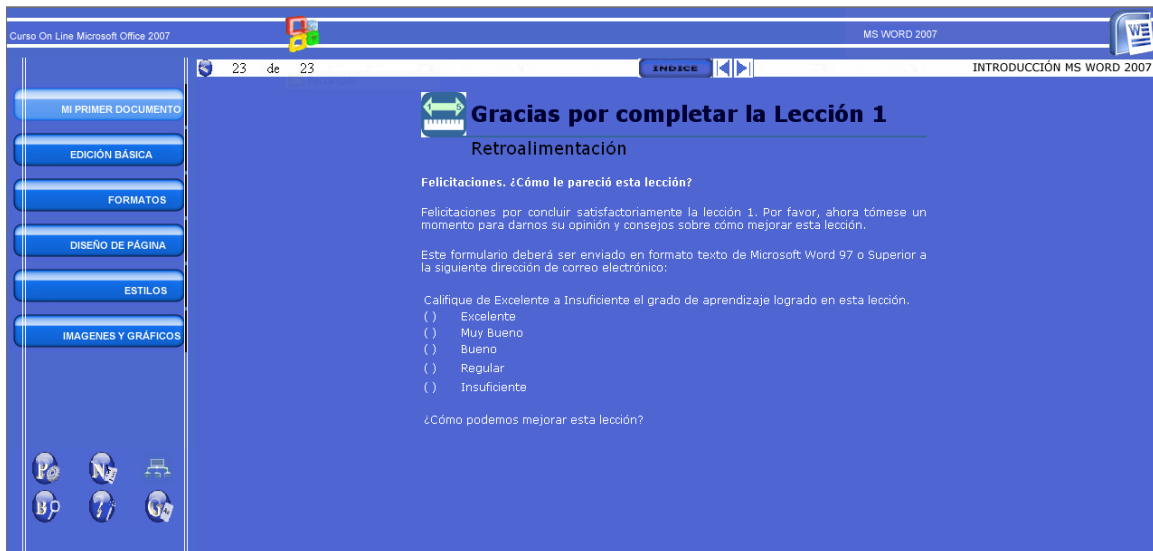 Curso On Line Microsoft Office 2007
MS WORD 2007
23 de 23
INDICE
INTRODUCCIÓN MS WORD 2007
MI PRIMER DOCUMENTO
EDICIÓN BÁSICA
FORMATOS
DISEÑO DE PÁGINA
ESTILOS
IMAGENES Y GRÁFICOS
Gracias por completar la Lección 1
Retroalimentación
Felicitaciones. ¿Cómo le pareció esta lección?
Felicitaciones por concluir satisfactoriamente la lección 1. Por favor, ahora tómese un
momento para darnos su opinión y consejos sobre cómo mejorar esta lección.
Este formulario deberá ser enviado en formato texto de Microsoft Word 97 o Superior a
la siguiente dirección de correo electrónico:
Califique de Excelente a Insuficiente el grado de aprendizaje logrado en esta lección.
( ) Excelente
( ) Muy Bueno
( ) Bueno
( ) Regular
( ) Insuficiente
¿Cómo podemos mejorar esta lección?
P N
B G